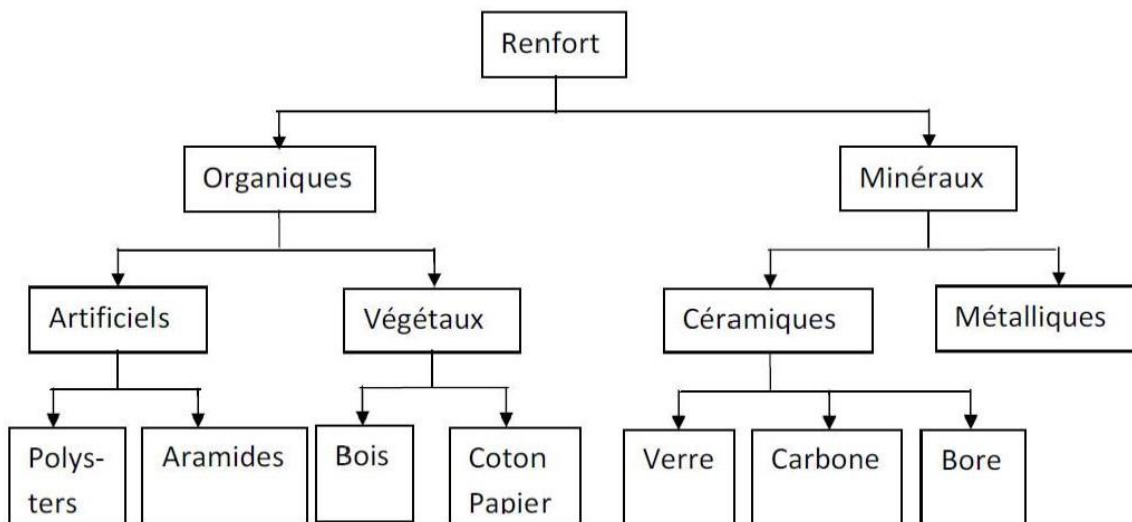 Renfort
Organiques
Minéraux
Artificiels
Végétaux
Céramiques
Métalliques
Polys-
ters
Aramides
Bois
Coton
Papier
Verre
Carbone
Bore